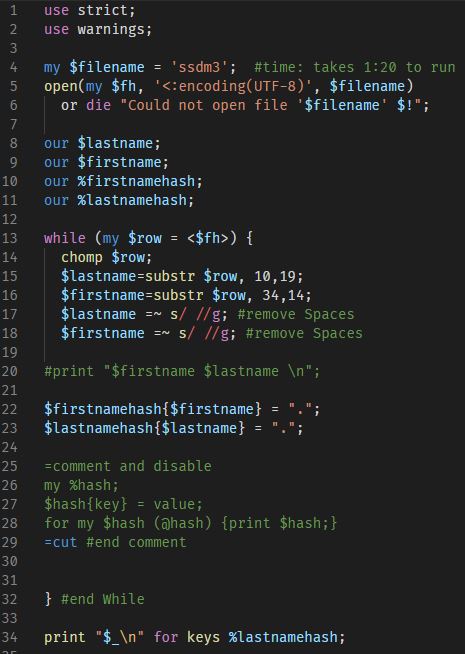 1 use strict;
2 use warnings;
3
4 my $filename = 'ssdm3';  #time: takes 1:20 to run
5 open(my $fh, '<:encoding(UTF-8)', $filename)
6   or die "Could not open file '$filename' $!";
7
8 our $lastname;
9 our $firstname;
10 our %firstnamehash;
11 our %lastnamehash;
12
13 while (my $row = <$fh>) {
14   chomp $row;
15   $lastname=substr $row, 10,19;
16   $firstname=substr $row, 34,14;
17   $lastname =~ s/ //g; #remove Spaces
18   $firstname =~ s/ //g; #remove Spaces
19
20 #print "$firstname $lastname \n";
21
22 $firstnamehash{$firstname} = ".";
23 $lastnamehash{$lastname} = ".";
24
25 =comment and disable
26 my %hash;
27 $hash{key} = value;
28 for my $hash (@hash) {print $hash;}
29 =cut #end comment
30
31
32 } #end While
33
34 print "$_\n" for keys %lastnamehash;